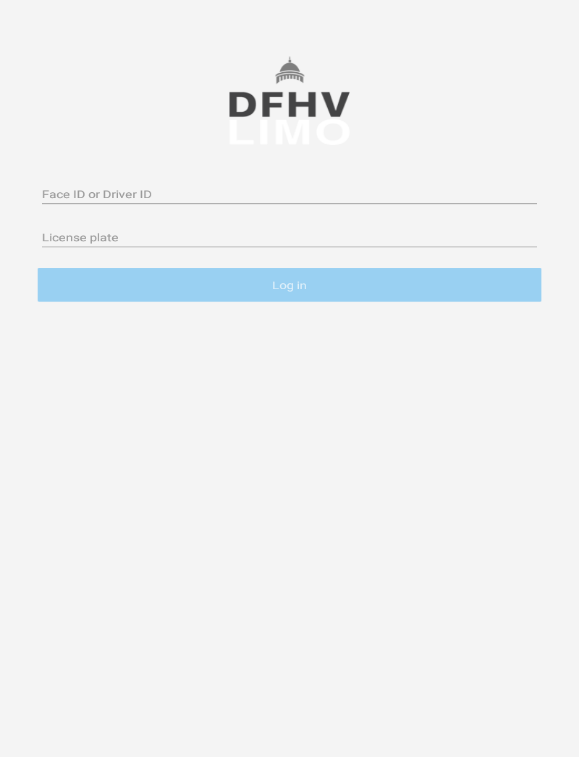 DFHV
LIMO
Face ID or Driver ID
License plate
Log in